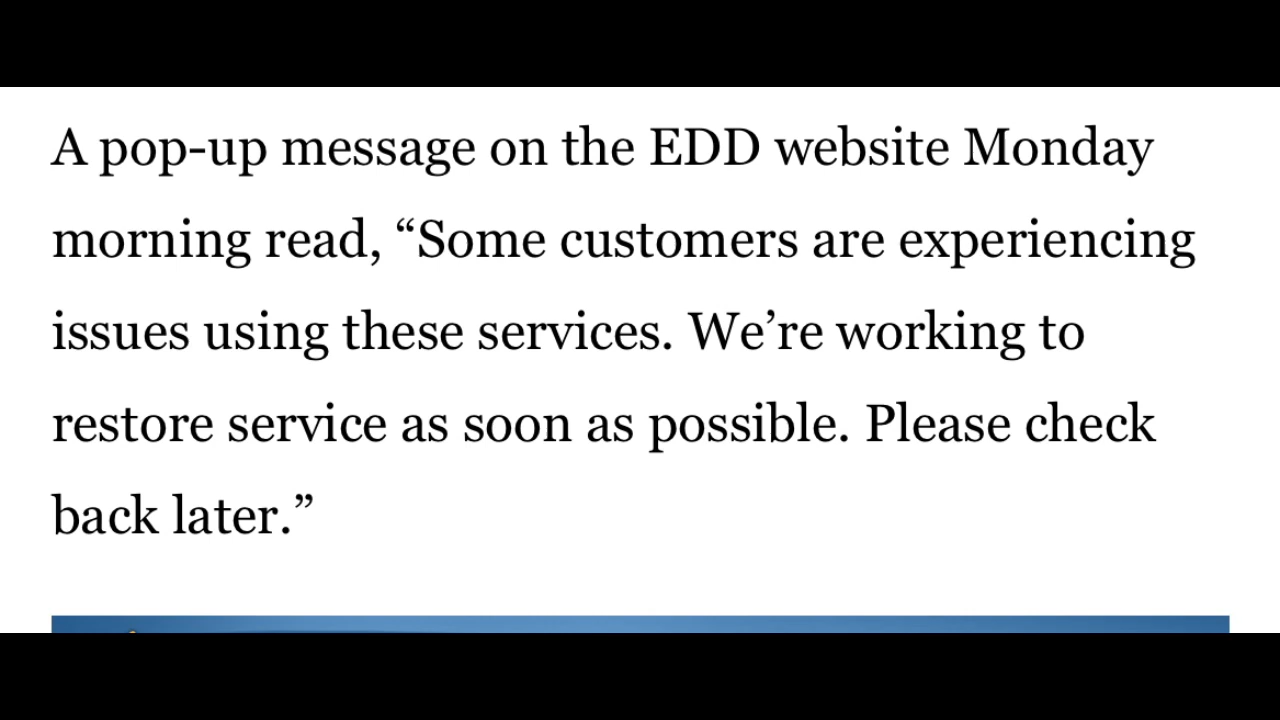 A pop-up message on the EDD website Monday
morning read, “Some customers are experiencing
issues using these services. We’re working to
restore service as soon as possible. Please check
back later.”